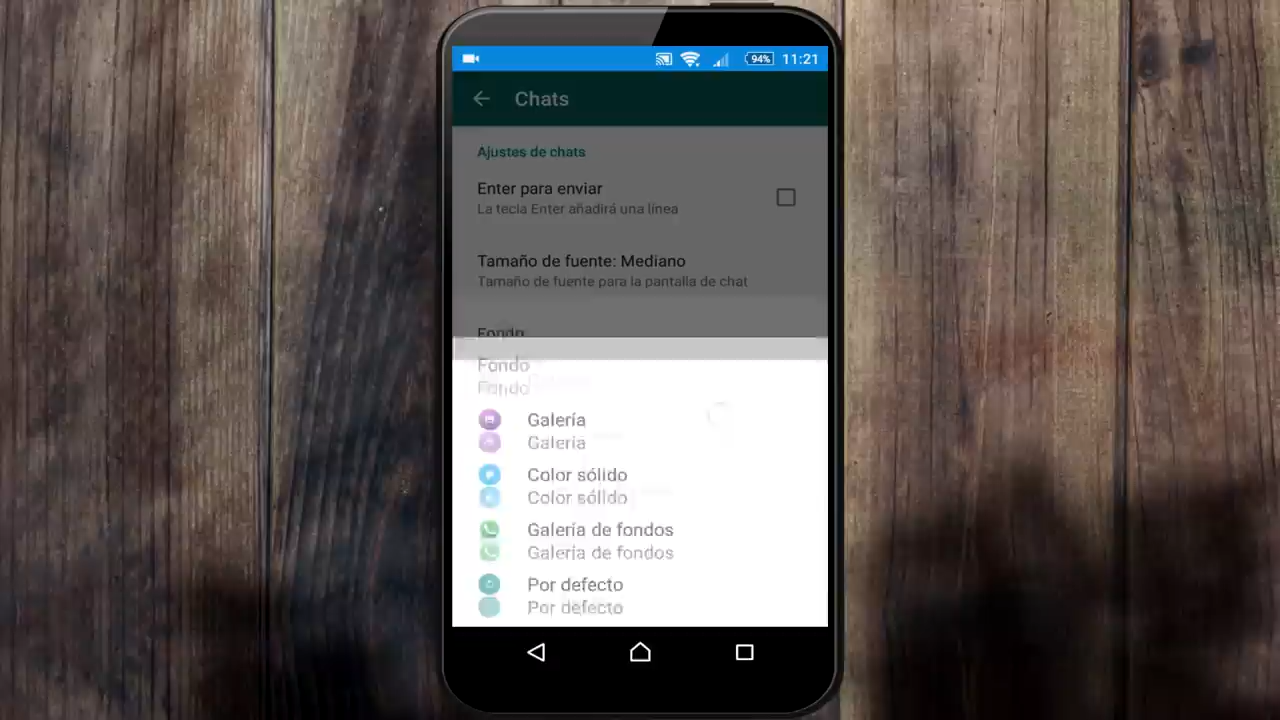 94% 11:21
Chats
Ajustes de chats
Enter para enviar
La tecla Enter añadirá una línea
Tamaño de fuente: Mediano
Tamaño de fuente para la pantalla de chat
Fondo
Fondo
Fondo
Galería
Galería
Color sólido
Color sólido
Galería de fondos
Galería de fondos
Por defecto
Por defecto